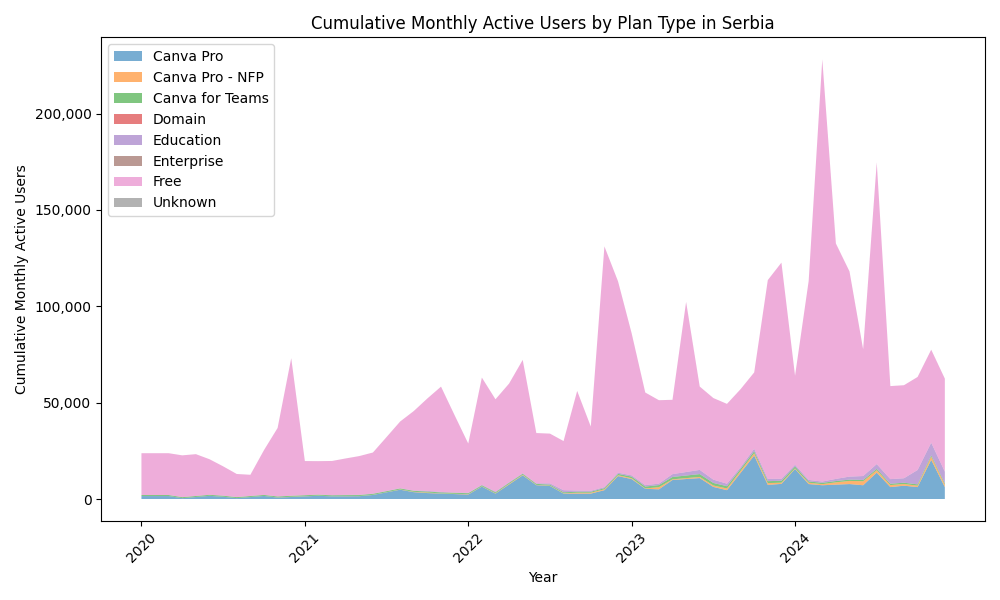 Cumulative Monthly Active Users by Plan Type in Serbia
Canva Pro
Canva Pro - NFP
Canva for Teams
Domain
Education
Enterprise
Free
Unknown
200,000
150,000
100,000
50,000
0
Cumulative Monthly Active Users
2020
2021
2022
2023
2024
Year